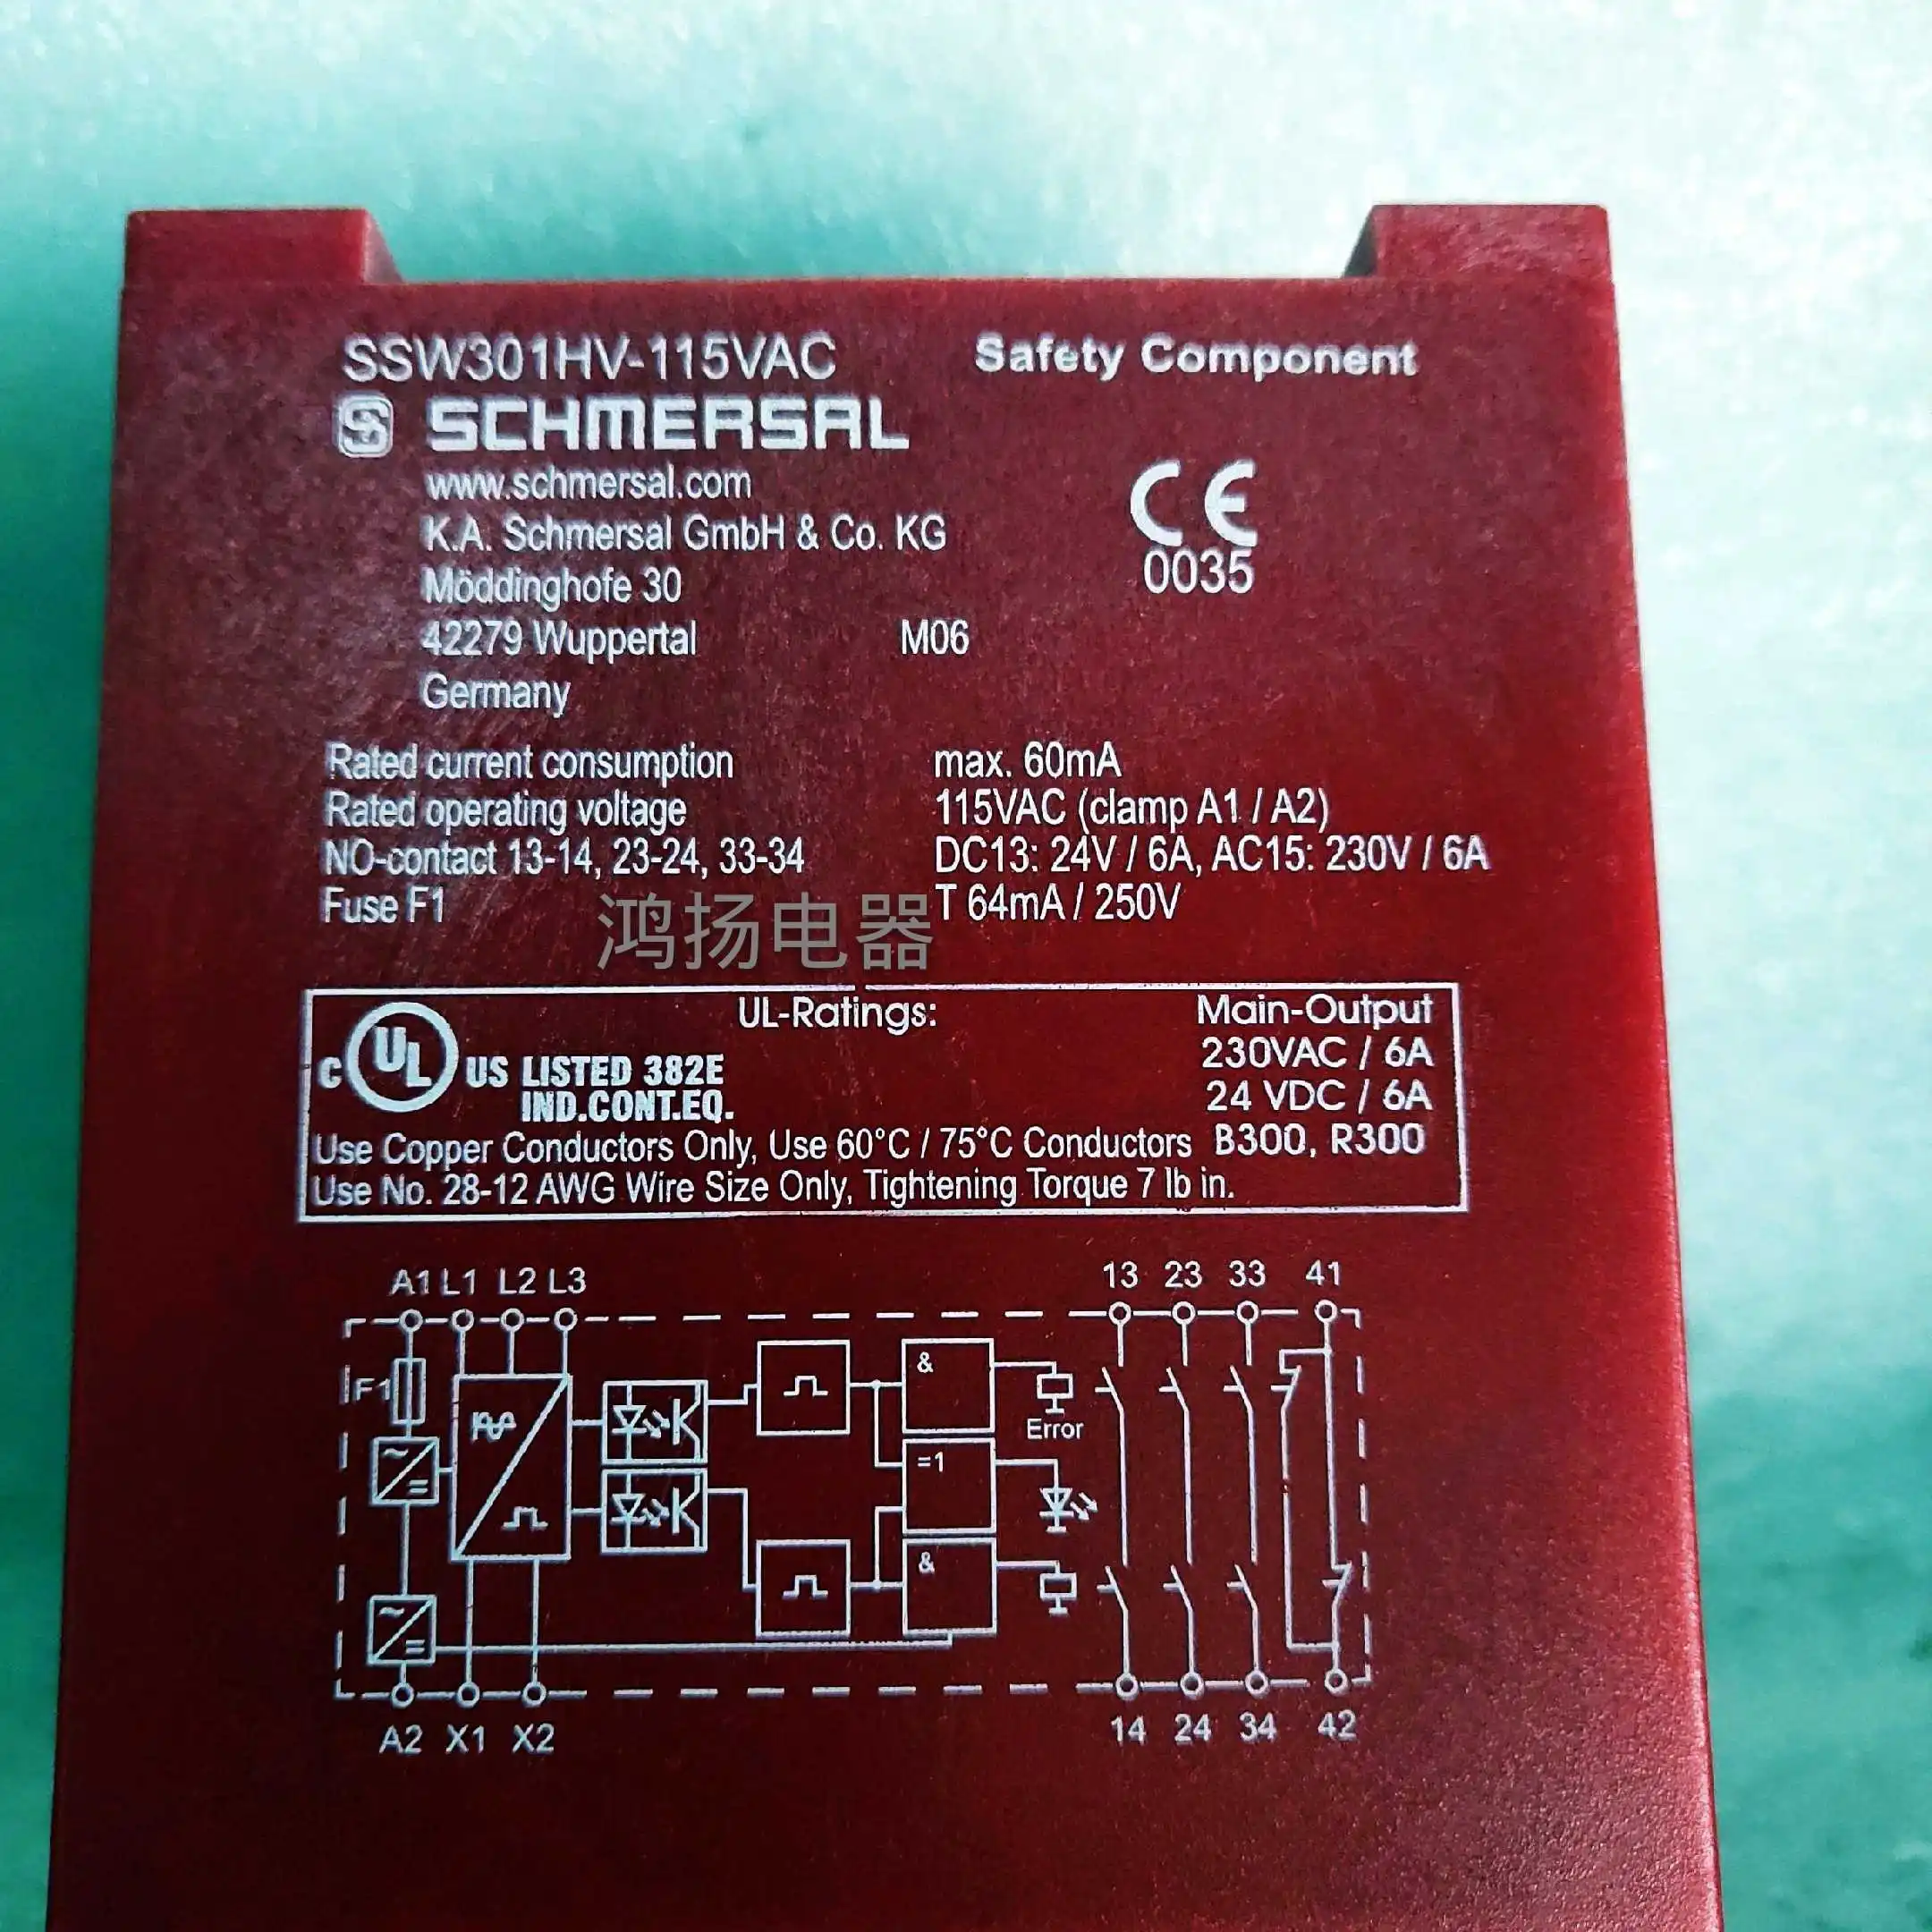 SSW301HV-115VAC Safety Component
SCHMERSAL
www.schmersal.com
K.A. Schmersal GmbH & Co. KG
CE
0035
Möddinghofe 30
42279 Wuppertal M06
Germany
Rated current consumption max. 60mA
Rated operating voltage 115VAC (clamp A1 / A2)
NO-contact 13-14, 23-24, 33-34 DC13: 24V / 6A, AC15: 230V / 6A
Fuse F1 T 64mA / 250V
鸿扬电器
UL-Ratings: Main-Output
230VAC / 6A
C UL US LISTED 382E
24 VDC / 6A
IND.CONT.EQ.
Use Copper Conductors Only, Use 60°C / 75°C Conductors B300, R300
Use No. 28-12 AWG Wire Size Only, Tightening Torque 7 lb in.
A1 L1 L2 L3 13 23 33 41
&
F1
Error
=1
&
A2 X1 X2 14 24 34 42